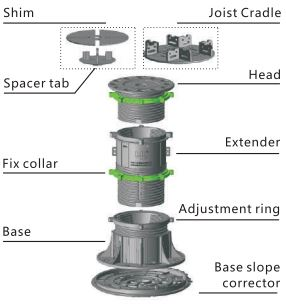 Shim
Joist Cradle
Spacer tab
Head
Extender
Fix collar
Adjustment ring
Base
Base slope
corrector